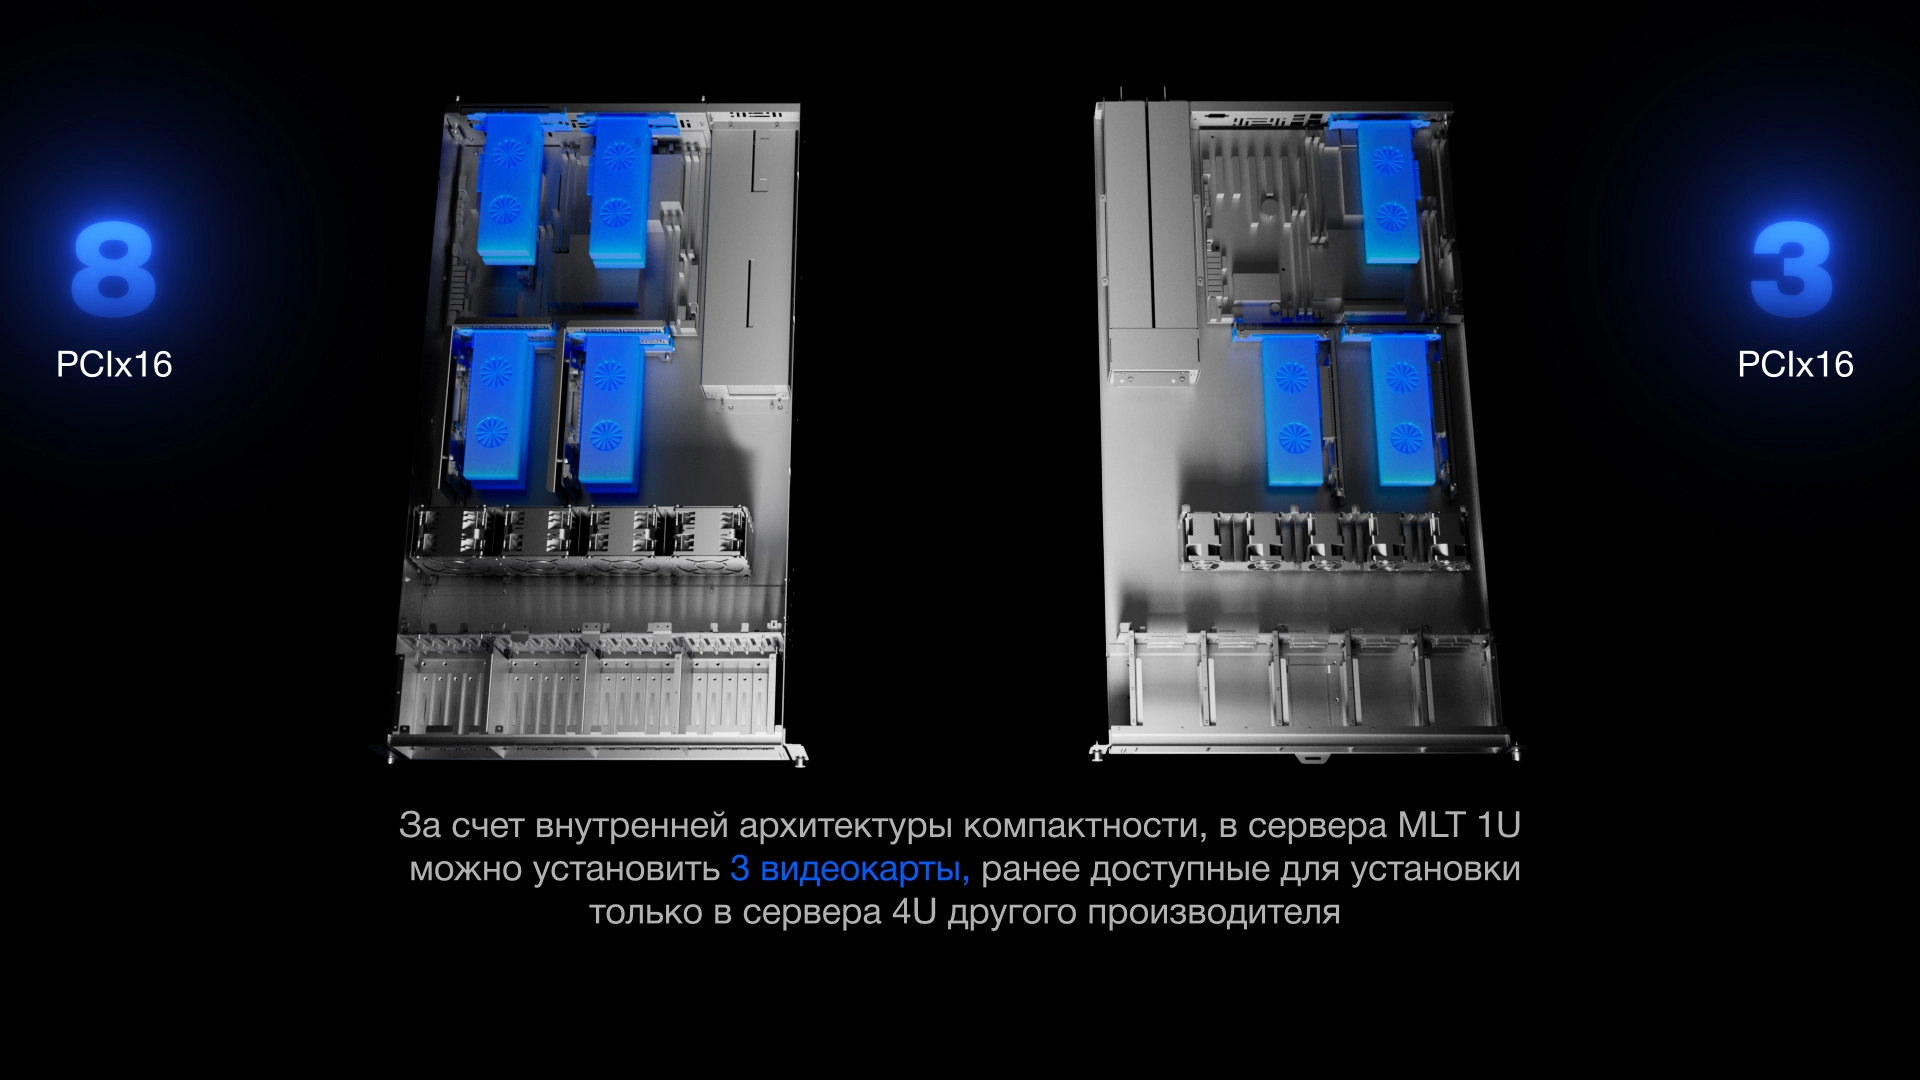 8
PCIx16
3
PCIx16
За счет внутренней архитектуры компактности, в сервера MLT 1U
можно установить 3 видеокарты, ранее доступные для установки
только в сервера 4U другого производителя